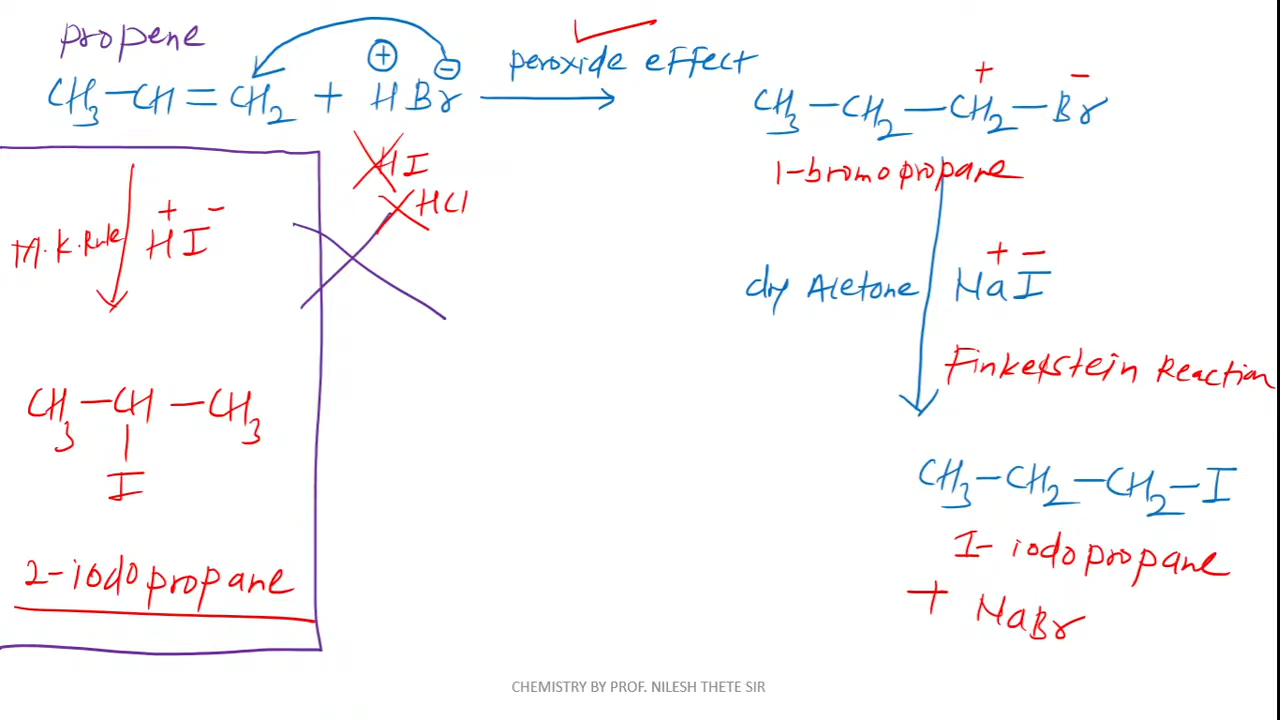 propene
CH3-CH=CH2 + HBr
+
-
peroxide effect
CH3-CH2-CH2-Br
+ -
1-bromopropane
HI
HCl
M.K.Rule
HI
+ -
dry Acetone
NaI
+ -
Finkelstein Reaction
CH3-CH-CH3
I
2-iodopropane
CH3-CH2-CH2-I
1-iodopropane
+ NaBr
CHEMISTRY BY PROF. NILESH THETE SIR